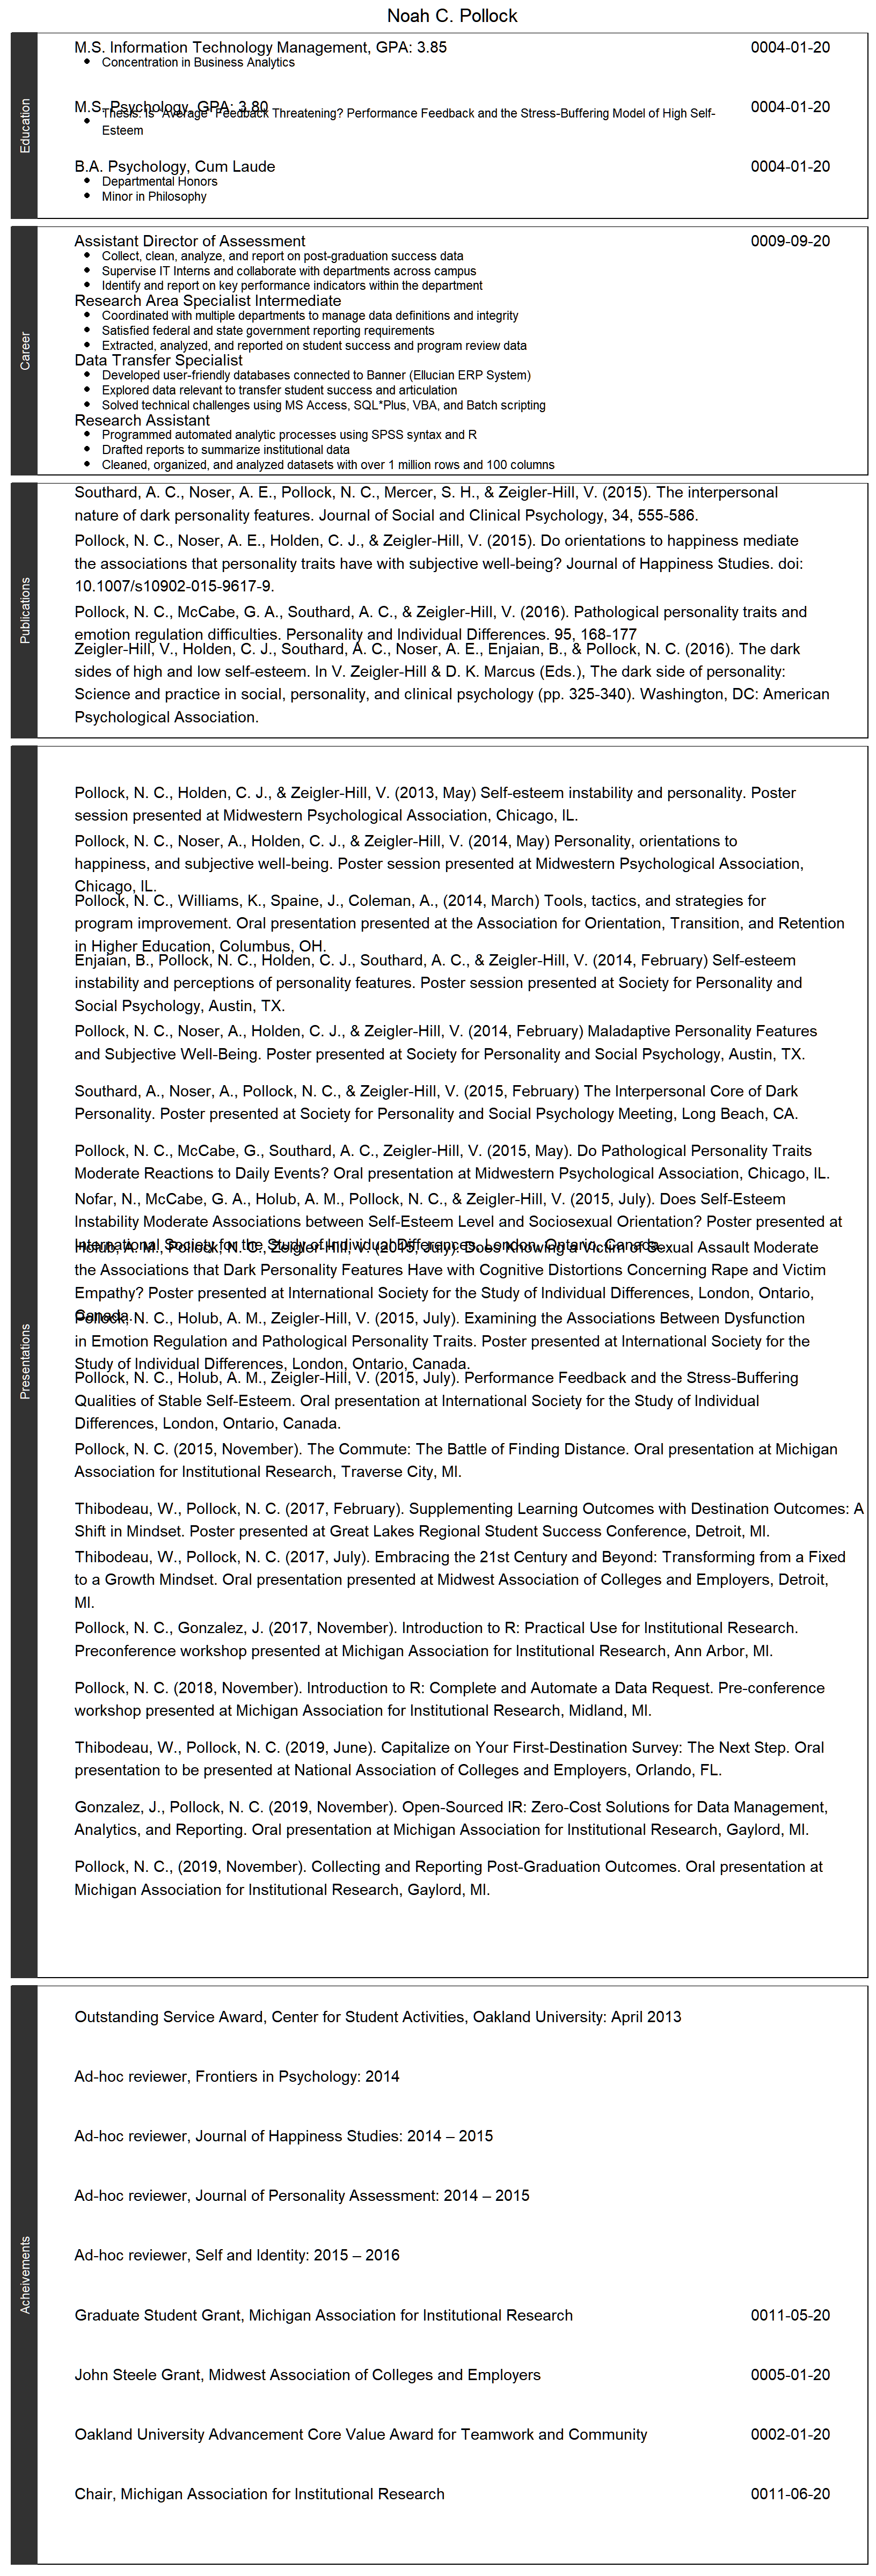 Noah C. Pollock
Education
M.S. Information Technology Management, GPA: 3.85 0004-01-20
Concentration in Business Analytics
M.S. Psychology, GPA: 3.80 0004-01-20
Thesis: Is "Average" Feedback Threatening? Performance Feedback and the Stress-Buffering Model of High Self-
Esteem
B.A. Psychology, Cum Laude 0004-01-20
Departmental Honors
Minor in Philosophy
Career
Assistant Director of Assessment 0009-09-20
Collect, clean, analyze, and report on post-graduation success data
Supervise IT Interns and collaborate with departments across campus
Identify and report on key performance indicators within the department
Research Area Specialist Intermediate
Coordinated with multiple departments to manage data definitions and integrity
Satisfied federal and state government reporting requirements
Extracted, analyzed, and reported on student success and program review data
Data Transfer Specialist
Developed user-friendly databases connected to Banner (Ellucian ERP System)
Explored data relevant to transfer student success and articulation
Solved technical challenges using MS Access, SQL*Plus, VBA, and Batch scripting
Research Assistant
Programmed automated analytic processes using SPSS syntax and R
Drafted reports to summarize institutional data
Cleaned, organized, and analyzed datasets with over 1 million rows and 100 columns
Publications
Southard, A. C., Noser, A. E., Pollock, N. C., Mercer, S. H., & Zeigler-Hill, V. (2015). The interpersonal
nature of dark personality features. Journal of Social and Clinical Psychology, 34, 555-586.
Pollock, N. C., Noser, A. E., Holden, C. J., & Zeigler-Hill, V. (2015). Do orientations to happiness mediate
the associations that personality traits have with subjective well-being? Journal of Happiness Studies. doi:
10.1007/s10902-015-9617-9.
Pollock, N. C., McCabe, G. A., Southard, A. C., & Zeigler-Hill, V. (2016). Pathological personality traits and
emotion regulation difficulties. Personality and Individual Differences. 95, 168-177
Zeigler-Hill, V., Holden, C. J., Southard, A. C., Noser, A. E., Enjaian, B., & Pollock, N. C. (2016). The dark
sides of high and low self-esteem. In V. Zeigler-Hill & D. K. Marcus (Eds.), The dark side of personality:
Science and practice in social, personality, and clinical psychology (pp. 325-340). Washington, DC: American
Psychological Association.
Presentations
Pollock, N. C., Holden, C. J., & Zeigler-Hill, V. (2013, May) Self-esteem instability and personality. Poster
session presented at Midwestern Psychological Association, Chicago, IL.
Pollock, N. C., Noser, A., Holden, C. J., & Zeigler-Hill, V. (2014, May) Personality, orientations to
happiness, and subjective well-being. Poster session presented at Midwestern Psychological Association,
Chicago, IL.
Pollock, N. C., Williams, K., Spaine, J., Coleman, A., (2014, March) Tools, tactics, and strategies for
program improvement. Oral presentation presented at the Association for Orientation, Transition, and Retention
in Higher Education, Columbus, OH.
Enjaian, B., Pollock, N. C., Holden, C. J., Southard, A. C., & Zeigler-Hill, V. (2014, February) Self-esteem
instability and perceptions of personality features. Poster session presented at Society for Personality and
Social Psychology, Austin, TX.
Pollock, N. C., Noser, A., Holden, C. J., & Zeigler-Hill, V. (2014, February) Maladaptive Personality Features
and Subjective Well-Being. Poster presented at Society for Personality and Social Psychology, Austin, TX.
Southard, A., Noser, A., Pollock, N. C., & Zeigler-Hill, V. (2015, February) The Interpersonal Core of Dark
Personality. Poster presented at Society for Personality and Social Psychology Meeting, Long Beach, CA.
Pollock, N. C., McCabe, G., Southard, A. C., Zeigler-Hill, V. (2015, May). Do Pathological Personality Traits
Moderate Reactions to Daily Events? Oral presentation at Midwestern Psychological Association, Chicago, IL.
Nofar, N., McCabe, G. A., Holub, A. M., Pollock, N. C., & Zeigler-Hill, V. (2015, July). Does Self-Esteem
Instability Moderate Associations between Self-Esteem Level and Sociosexual Orientation? Poster presented at
International Society for the Study of Individual Differences, London, Ontario, Canada.
Holub, A. M., Pollock, N. C., Zeigler-Hill, V. (2015, July). Does Knowing a Victim of Sexual Assault Moderate
the Associations that Dark Personality Features Have with Cognitive Distortions Concerning Rape and Victim
Empathy? Poster presented at International Society for the Study of Individual Differences, London, Ontario,
Canada.
Pollock, N. C., Holub, A. M., Zeigler-Hill, V. (2015, July). Examining the Associations Between Dysfunction
in Emotion Regulation and Pathological Personality Traits. Poster presented at International Society for the
Study of Individual Differences, London, Ontario, Canada.
Pollock, N. C., Holub, A. M., Zeigler-Hill, V. (2015, July). Performance Feedback and the Stress-Buffering
Qualities of Stable Self-Esteem. Oral presentation at International Society for the Study of Individual
Differences, London, Ontario, Canada.
Pollock, N. C. (2015, November). The Commute: The Battle of Finding Distance. Oral presentation at Michigan
Association for Institutional Research, Traverse City, MI.
Thibodeau, W., Pollock, N. C. (2017, February). Supplementing Learning Outcomes with Destination Outcomes: A
Shift in Mindset. Poster presented at Great Lakes Regional Student Success Conference, Detroit, MI.
Thibodeau, W., Pollock, N. C. (2017, July). Embracing the 21st Century and Beyond: Transforming from a Fixed
to a Growth Mindset. Oral presentation presented at Midwest Association of Colleges and Employers, Detroit,
MI.
Pollock, N. C., Gonzalez, J. (2017, November). Introduction to R: Practical Use for Institutional Research.
Preconference workshop presented at Michigan Association for Institutional Research, Ann Arbor, MI.
Pollock, N. C. (2018, November). Introduction to R: Complete and Automate a Data Request. Pre-conference
workshop presented at Michigan Association for Institutional Research, Midland, MI.
Thibodeau, W., Pollock, N. C. (2019, June). Capitalize on Your First-Destination Survey: The Next Step. Oral
presentation to be presented at National Association of Colleges and Employers, Orlando, FL.
Gonzalez, J., Pollock, N. C. (2019, November). Open-Sourced IR: Zero-Cost Solutions for Data Management,
Analytics, and Reporting. Oral presentation at Michigan Association for Institutional Research, Gaylord, MI.
Pollock, N. C., (2019, November). Collecting and Reporting Post-Graduation Outcomes. Oral presentation at
Michigan Association for Institutional Research, Gaylord, MI.
Acheivements
Outstanding Service Award, Center for Student Activities, Oakland University: April 2013
Ad-hoc reviewer, Frontiers in Psychology: 2014
Ad-hoc reviewer, Journal of Happiness Studies: 2014 – 2015
Ad-hoc reviewer, Journal of Personality Assessment: 2014 – 2015
Ad-hoc reviewer, Self and Identity: 2015 – 2016
Graduate Student Grant, Michigan Association for Institutional Research 0011-05-20
John Steele Grant, Midwest Association of Colleges and Employers 0005-01-20
Oakland University Advancement Core Value Award for Teamwork and Community 0002-01-20
Chair, Michigan Association for Institutional Research 0011-06-20